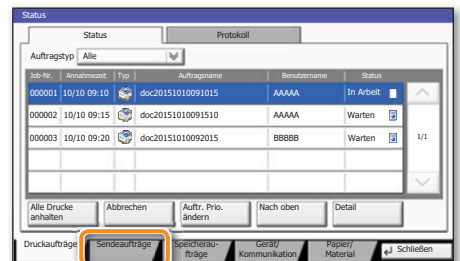 Status
Status Protokoll
Auftragstyp Alle
Job-Nr. Annahmezeit Typ Auftragsname Benutzername Status
000001 10/10 09:10 doc20151010091015 AAAAA In Arbeit
000002 10/10 09:15 doc20151010091510 AAAAA Warten
000003 10/10 09:20 doc20151010092015 BBBBB Warten
1/1
Alle Drucke anhalten Abbrechen Auftr. Prio. ändern Nach oben Detail
Druckaufträge Sendeaufträge Speicherau-
fträge Gerät/
Kommunikation Papier/
Material Schließen